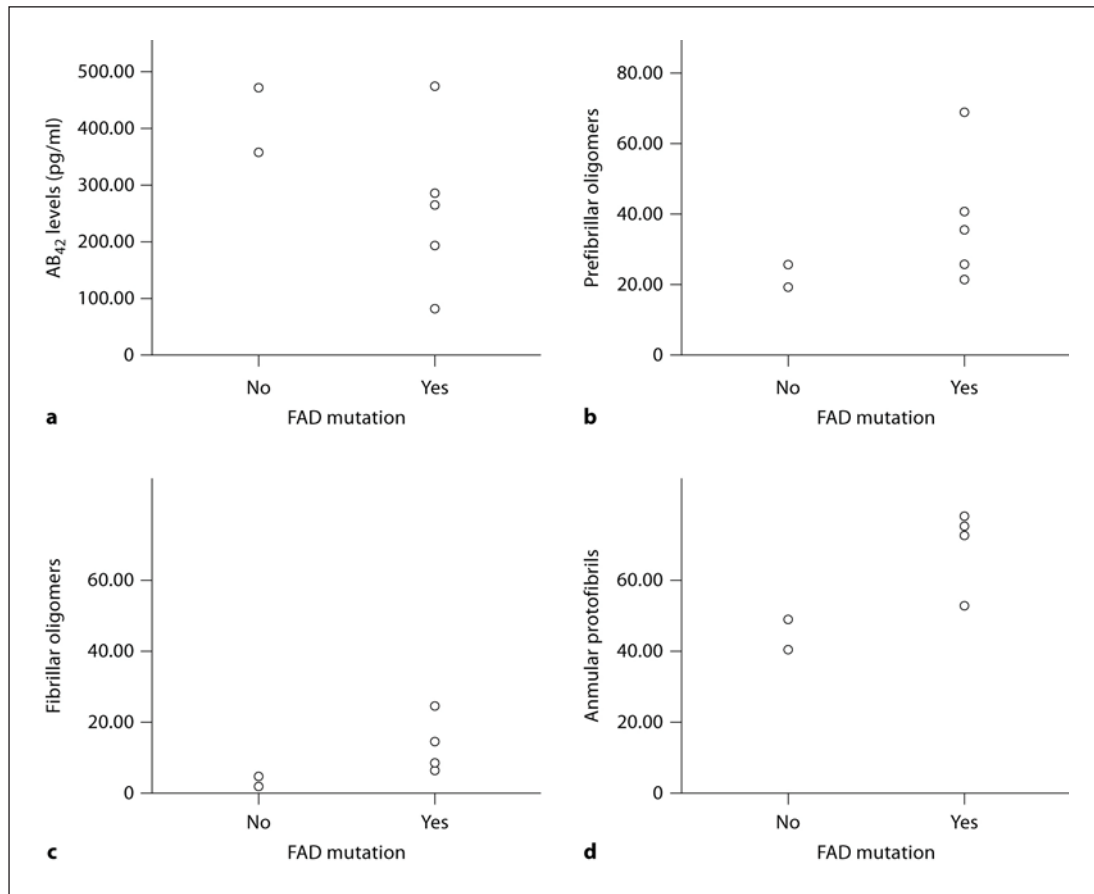 500.00
400.00
300.00
200.00
100.00
0
AB42 levels (pg/ml)
No
Yes
FAD mutation
a
80.00
60.00
40.00
20.00
0
Prefibrillar oligomers
No
Yes
FAD mutation
b
60.00
40.00
20.00
0
Fibrillar oligomers
No
Yes
FAD mutation
c
60.00
40.00
20.00
0
Anmular protofibrils
No
Yes
FAD mutation
d